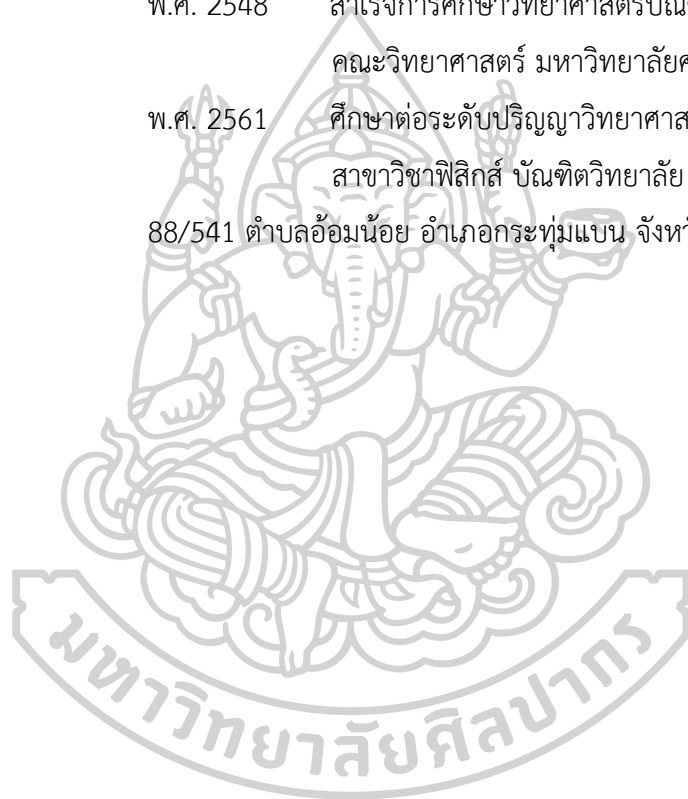 พ.ศ. 2548 สำเร็จการศึกษาวิทยาศาสตรบัณ
คณะวิทยาศาสตร์ มหาวิทยาลัย
พ.ศ. 2561 ศึกษาต่อระดับปริญญาวิทยาศาส
สาขาวิชาฟิสิกส์ บัณฑิตวิทยาลัย
88/541 ตำบลอ้อมน้อย อำเภอกระทุ่มแบน จังหวั
มหาวิทยาลัยศิลปากร